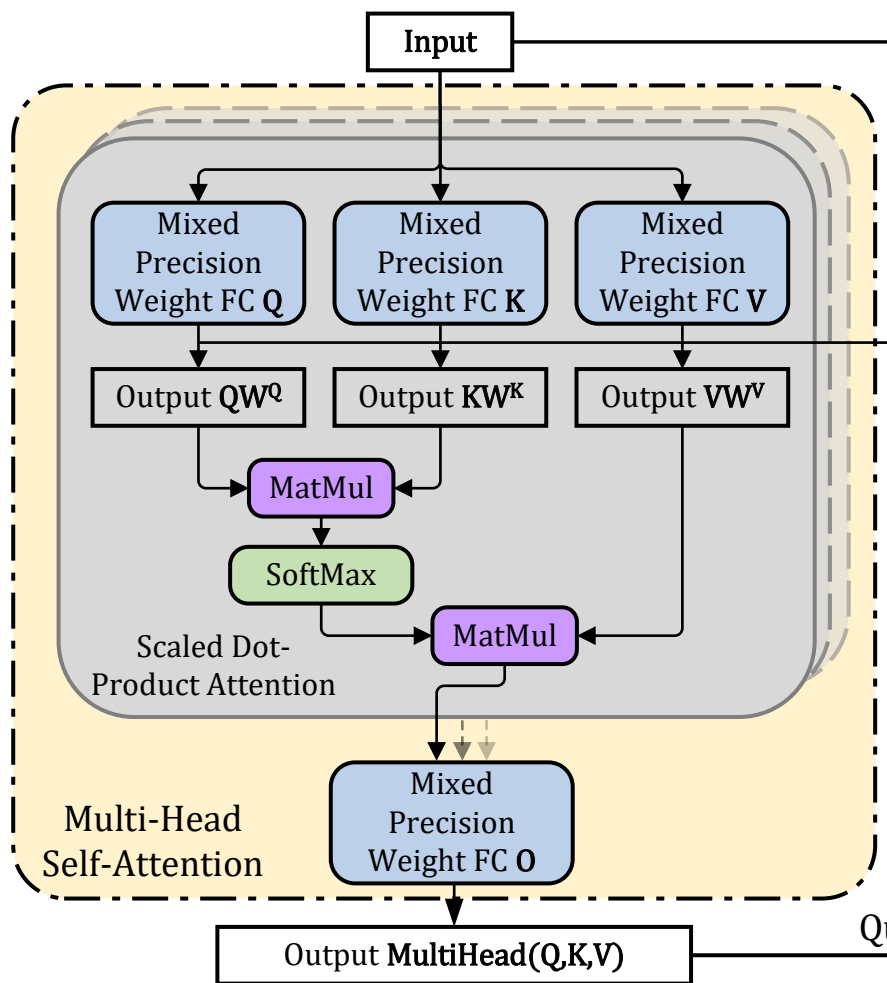 Input
Mixed
Precision
Weight FC Q
Mixed
Precision
Weight FC K
Mixed
Precision
Weight FC V
Output QW^Q
Output KW^K
Output VW^V
MatMul
SoftMax
MatMul
Scaled Dot-
Product Attention
Mixed
Precision
Weight FC O
Multi-Head
Self-Attention
Output MultiHead(Q,K,V)